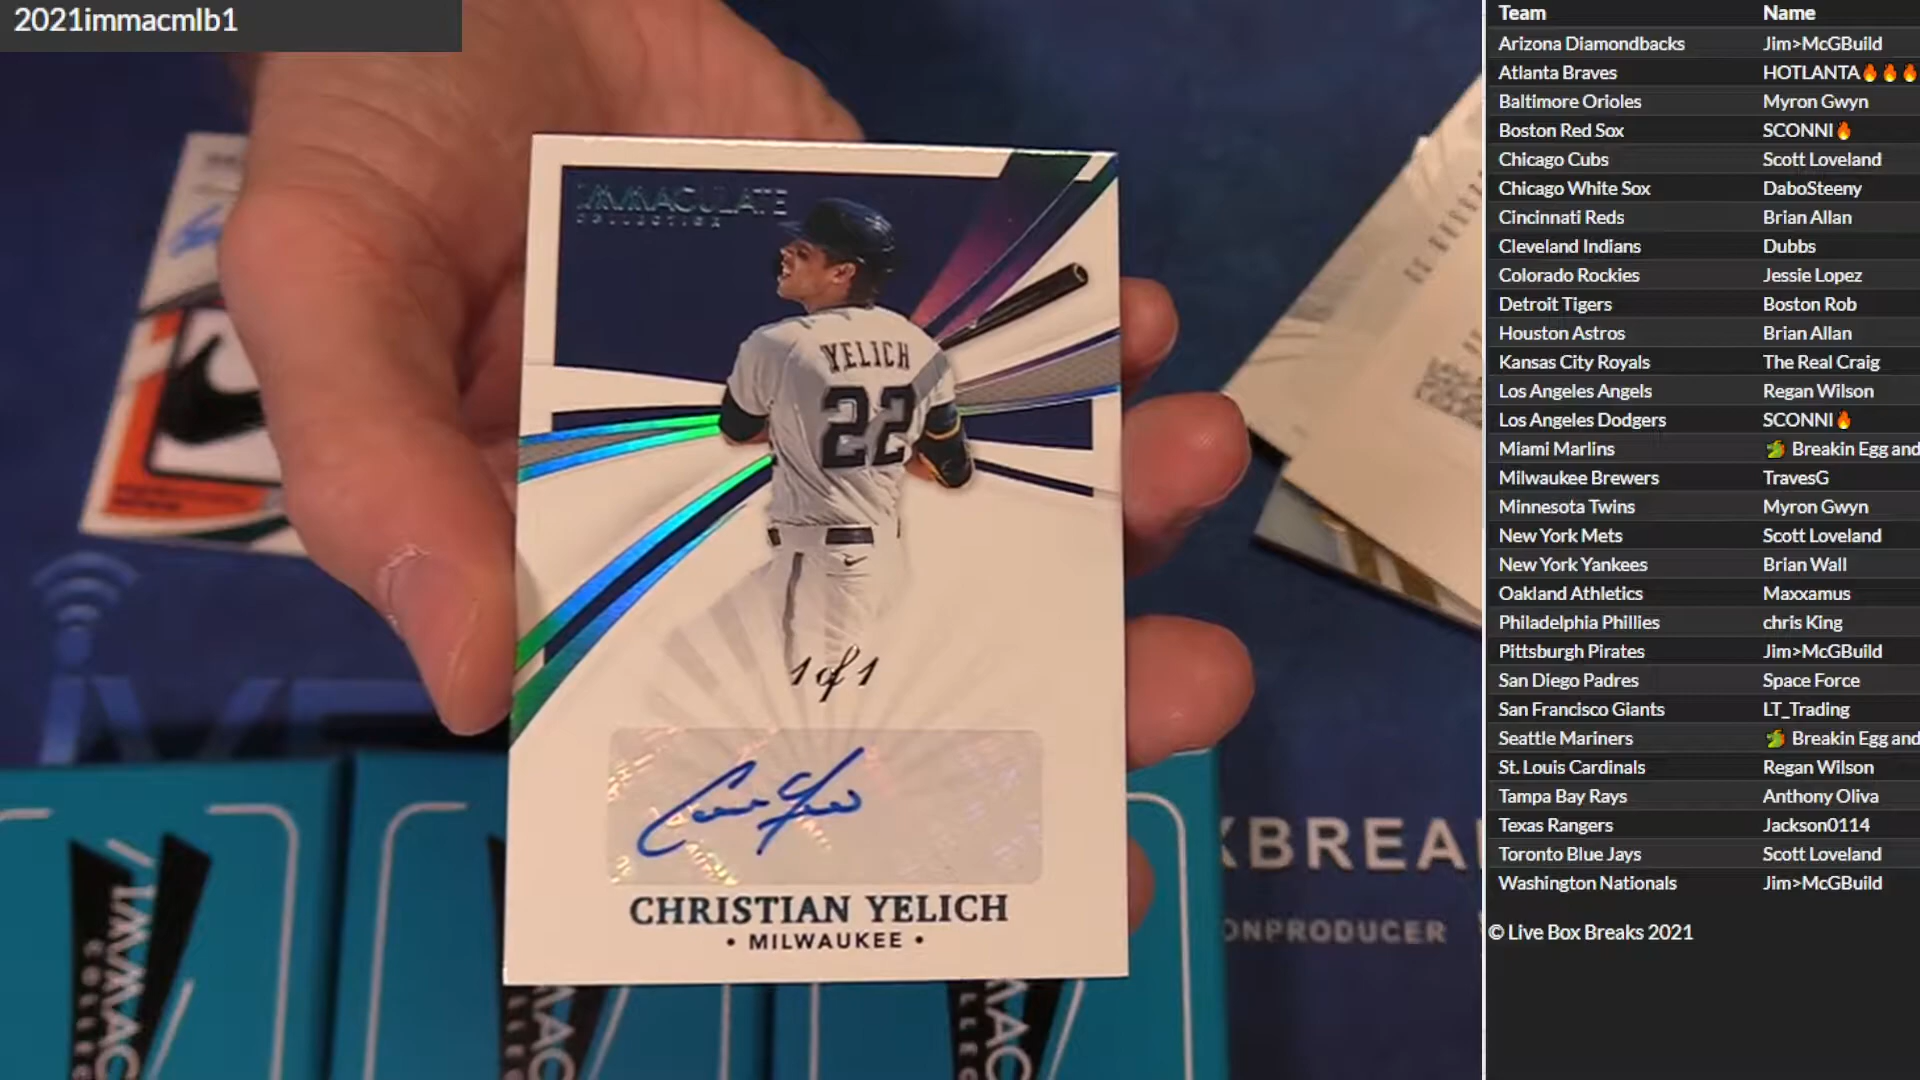 2021immacmlb1
IMMACULATE
COLLECTION
YELICH
22
1 of 1
CHRISTIAN YELICH
• MILWAUKEE •
XBREA
ONPRODUCER
Team Name
Arizona Diamondbacks Jim>McGBuild
Atlanta Braves HOTLANTA🔥🔥🔥
Baltimore Orioles Myron Gwyn
Boston Red Sox SCONNI🔥
Chicago Cubs Scott Loveland
Chicago White Sox DaboSteeny
Cincinnati Reds Brian Allan
Cleveland Indians Dubbs
Colorado Rockies Jessie Lopez
Detroit Tigers Boston Rob
Houston Astros Brian Allan
Kansas City Royals The Real Craig
Los Angeles Angels Regan Wilson
Los Angeles Dodgers SCONNI🔥
Miami Marlins 🐲 Breakin Egg and
Milwaukee Brewers TravesG
Minnesota Twins Myron Gwyn
New York Mets Scott Loveland
New York Yankees Brian Wall
Oakland Athletics Maxxamus
Philadelphia Phillies chris King
Pittsburgh Pirates Jim>McGBuild
San Diego Padres Space Force
San Francisco Giants LT_Trading
Seattle Mariners 🐲 Breakin Egg and
St. Louis Cardinals Regan Wilson
Tampa Bay Rays Anthony Oliva
Texas Rangers Jackson0114
Toronto Blue Jays Scott Loveland
Washington Nationals Jim>McGBuild
© Live Box Breaks 2021